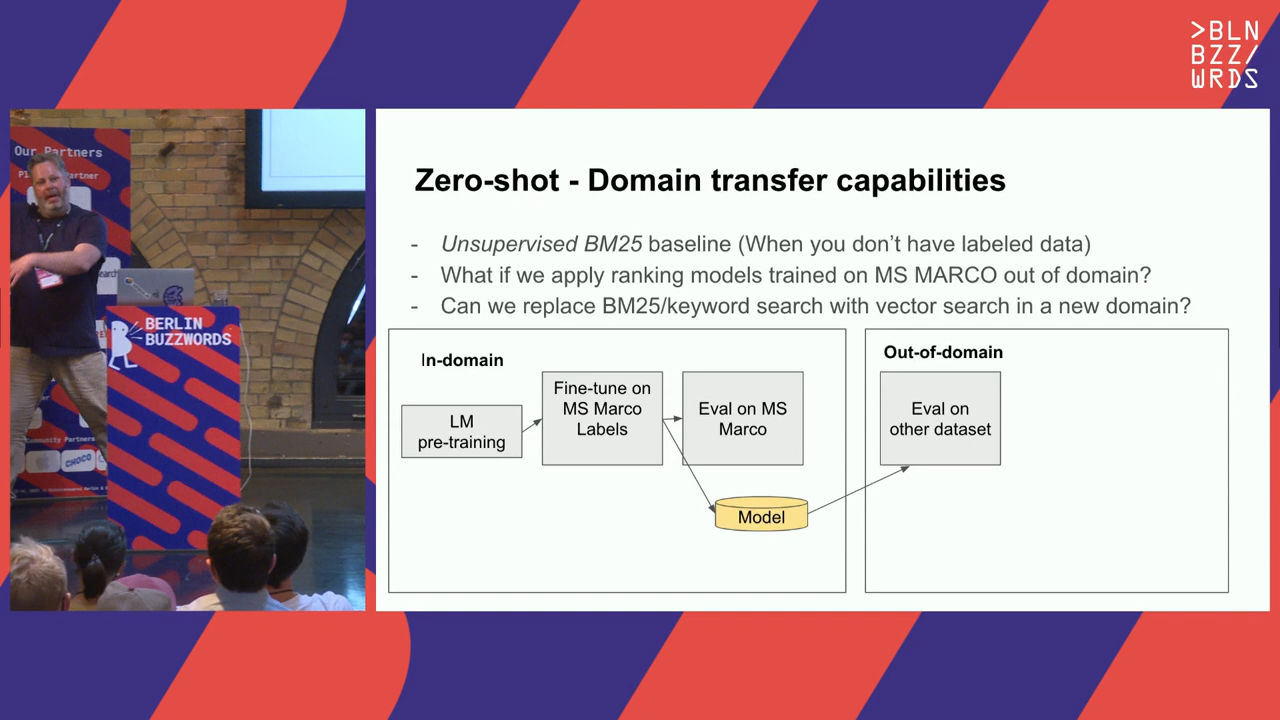 >BLN
BZZ/
WRDS
Our Partners
BERLIN
BUZZWORDS
Community Partners
CHOCO
Zero-shot - Domain transfer capabilities
- Unsupervised BM25 baseline (When you don't have labeled data)
- What if we apply ranking models trained on MS MARCO out of domain?
- Can we replace BM25/keyword search with vector search in a new domain?
In-domain
LM
pre-training
Fine-tune on
MS Marco
Labels
Eval on MS
Marco
Model
Out-of-domain
Eval on
other dataset